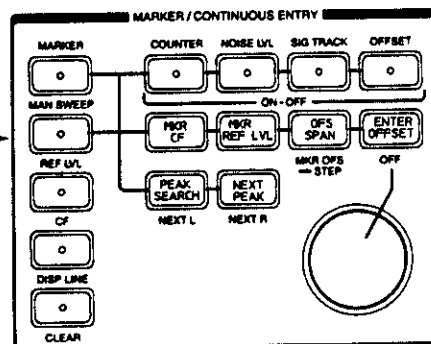 MARKER / CONTINUOUS ENTRY
MARKER COUNTER NOISE LVL SIG TRACK OFFSET
ON - OFF
MAN SWEEP
MKR CF
MKR REF LVL
OFS SPAN
ENTER OFFSET
REF LVL
MKR OFS → STEP
OFF
PEAK SEARCH
NEXT PEAK
CF
NEXT L
NEXT R
DISP LINE
CLEAR